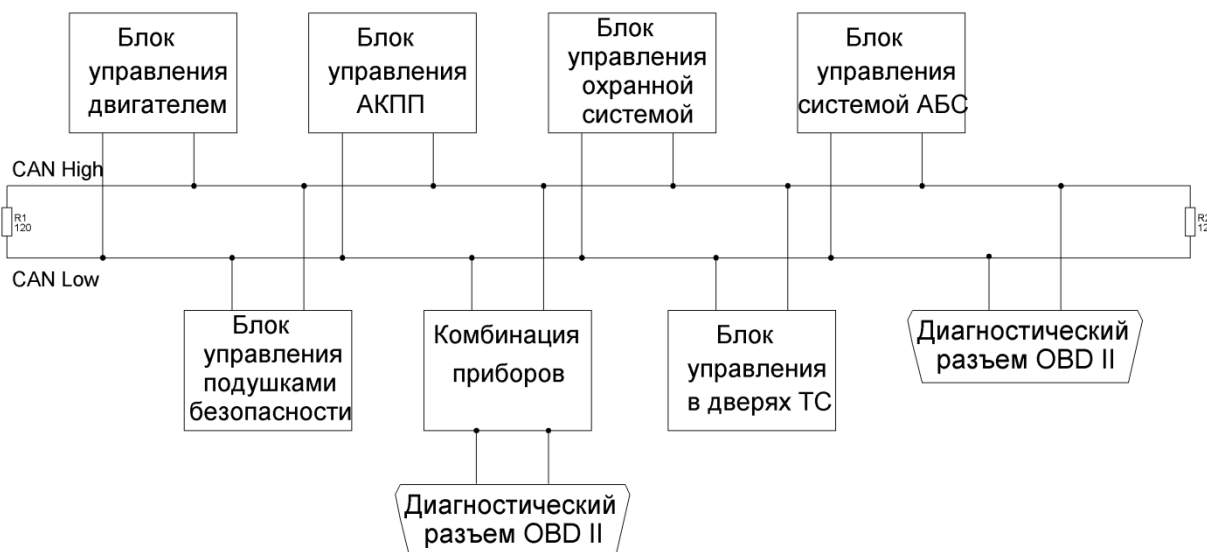 Блок
управления
двигателем
Блок
управления
АКПП
Блок
управления
охранной
системой
Блок
управления
системой АБС
CAN High
R1
120
CAN Low
Блок
управления
подушками
безопасности
Комбинация
приборов
Блок
управления
в дверях ТС
Диагностический
разъем OBD II
Диагностический
разъем OBD II